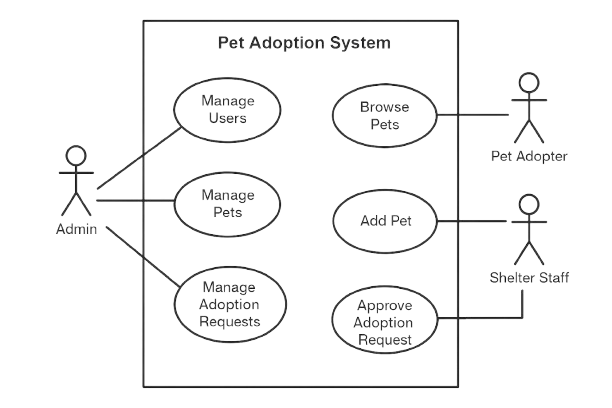 Pet Adoption System
Manage
Users
Browse
Pets
Pet Adopter
Manage
Pets
Add Pet
Admin
Shelter Staff
Manage
Adoption
Requests
Approve
Adoption
Request